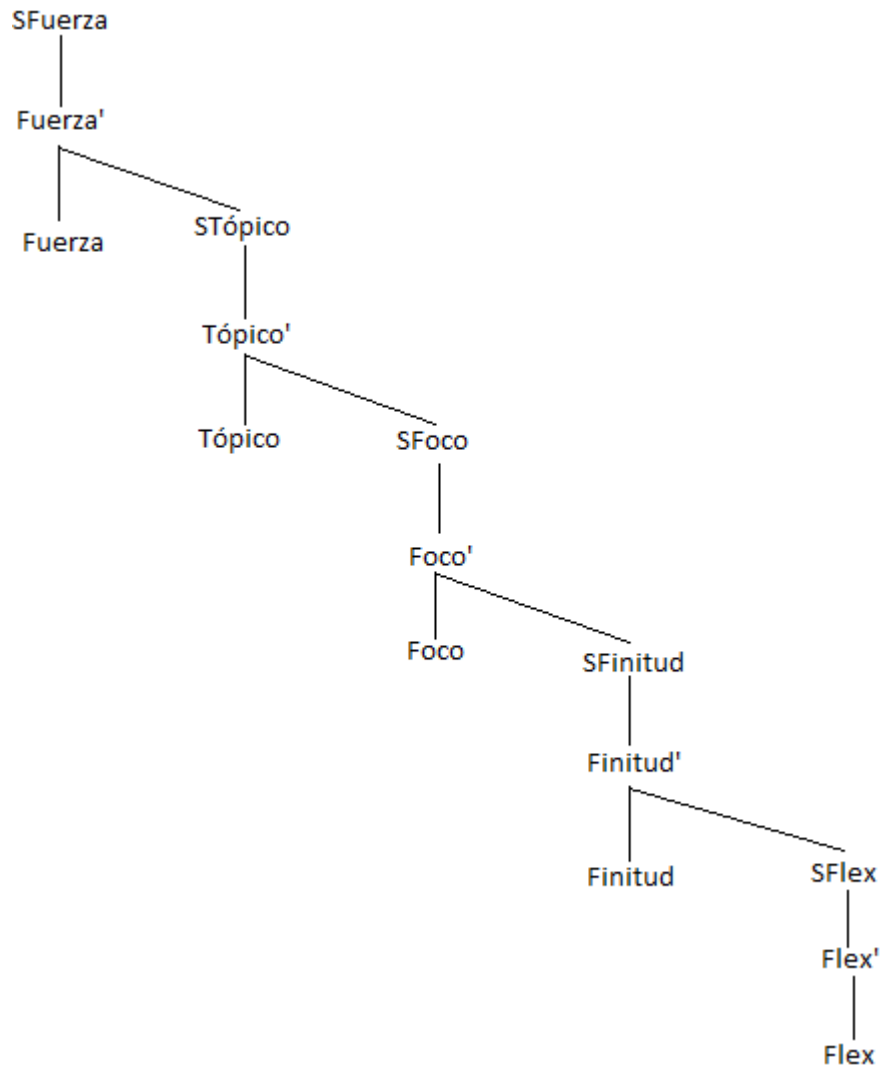 SFuerza
Fuerza'
Fuerza
STópico
Tópico'
Tópico
SFoco
Foco'
Foco
SFinitud
Finitud'
Finitud
SFlex
Flex'
Flex